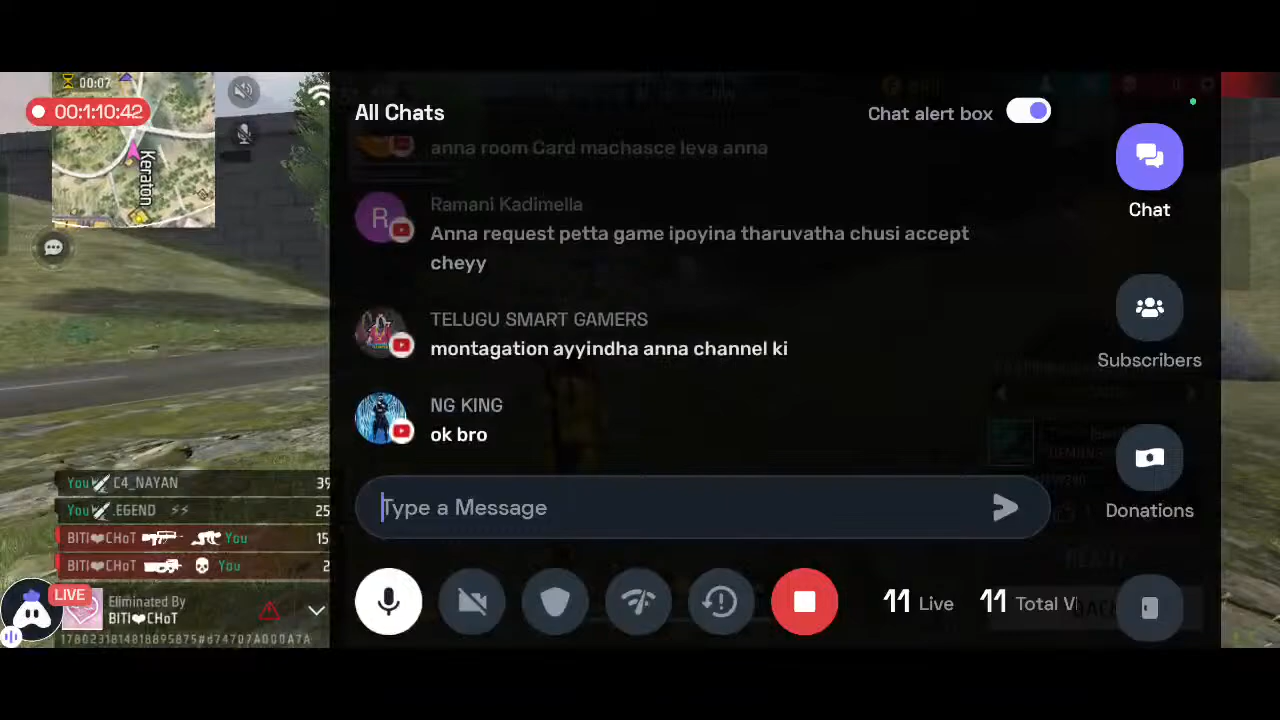 00:07
00:1:10:42
Keraton
All Chats
Chat alert box
anna room Card machasce leva anna
Ramani Kadimella
Anna request petta game ipoyina tharuvatha chusi accept
cheyy
TELUGU SMART GAMERS
montagation ayyindha anna channel ki
NG KING
ok bro
Type a Message
Chat
Subscribers
Donations
You C4_NAYAN 39
You .EGEND ⚡⚡ 25
BITI❤CHoT You 15
BITI❤CHoT You 2
LIVE
Eliminated By
BITI❤CHoT
11 Live 11 Total Vi
R